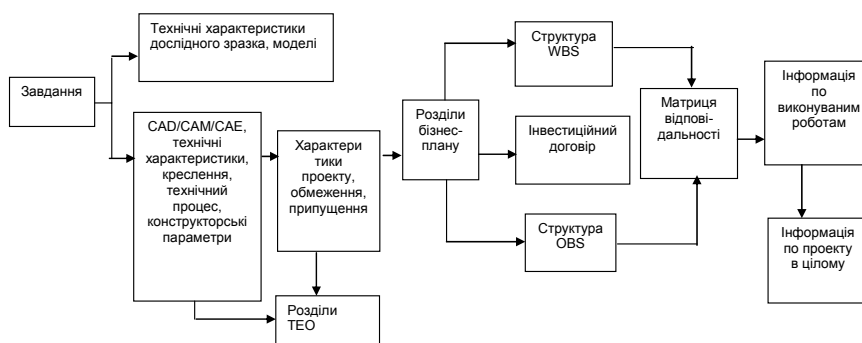 Завдання
Технічні характеристики
дослідного зразка, моделі
CAD/CAM/CAE,
технічні
характеристики,
креслення,
технічний
процес,
конструкторські
параметри
Характери
тики
проекту,
обмеження,
припущення
Розділи
ТЕО
Розділи
бізнес-
плану
Структура
WBS
Інвестиційний
договір
Структура
OBS
Матриця
відпові-
дальності
Інформація
по
виконуваним
роботам
Інформація
по проекту
в цілому